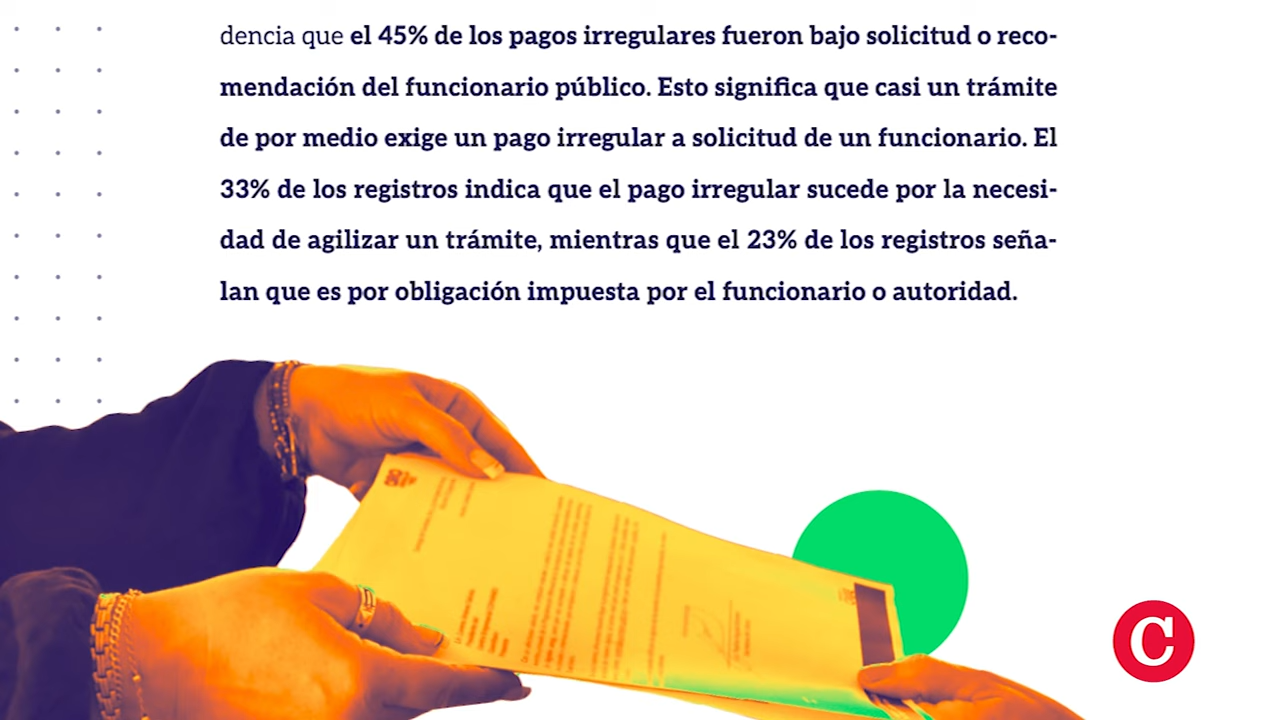 dencia que el 45% de los pagos irregulares fueron bajo solicitud o reco-
mendación del funcionario público. Esto significa que casi un trámite
de por medio exige un pago irregular a solicitud de un funcionario. El
33% de los registros indica que el pago irregular sucede por la necesi-
dad de agilizar un trámite, mientras que el 23% de los registros seña-
lan que es por obligación impuesta por el funcionario o autoridad.
C